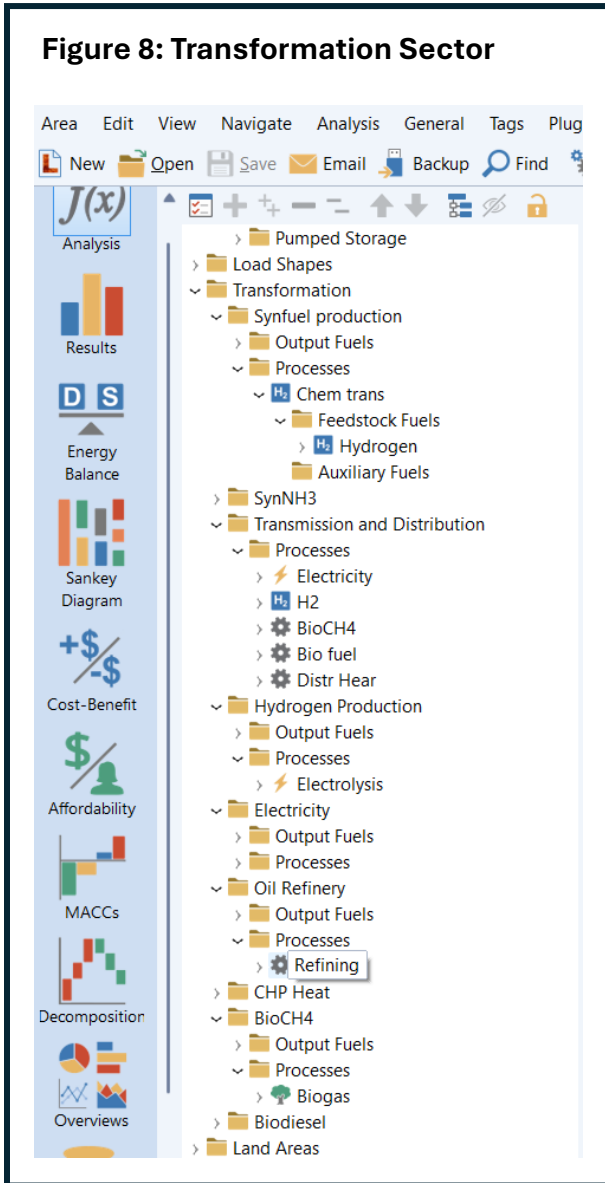 Figure 8: Transformation Sector
Area Edit View Navigate Analysis General Tags Plug
New Open Save Email Backup Find
J(x)
Analysis
Results
D S
Energy
Balance
Sankey
Diagram
+$/-$
Cost-Benefit
$
Affordability
MACCs
Decomposition
Overviews
Pumped Storage
Load Shapes
Transformation
Synfuel production
Output Fuels
Processes
H₂ Chem trans
Feedstock Fuels
H₂ Hydrogen
Auxiliary Fuels
SynNH3
Transmission and Distribution
Processes
Electricity
H₂ H2
BioCH4
Bio fuel
Distr Hear
Hydrogen Production
Output Fuels
Processes
Electrolysis
Electricity
Output Fuels
Processes
Oil Refinery
Output Fuels
Processes
Refining
CHP Heat
BioCH4
Output Fuels
Processes
Biogas
Biodiesel
Land Areas